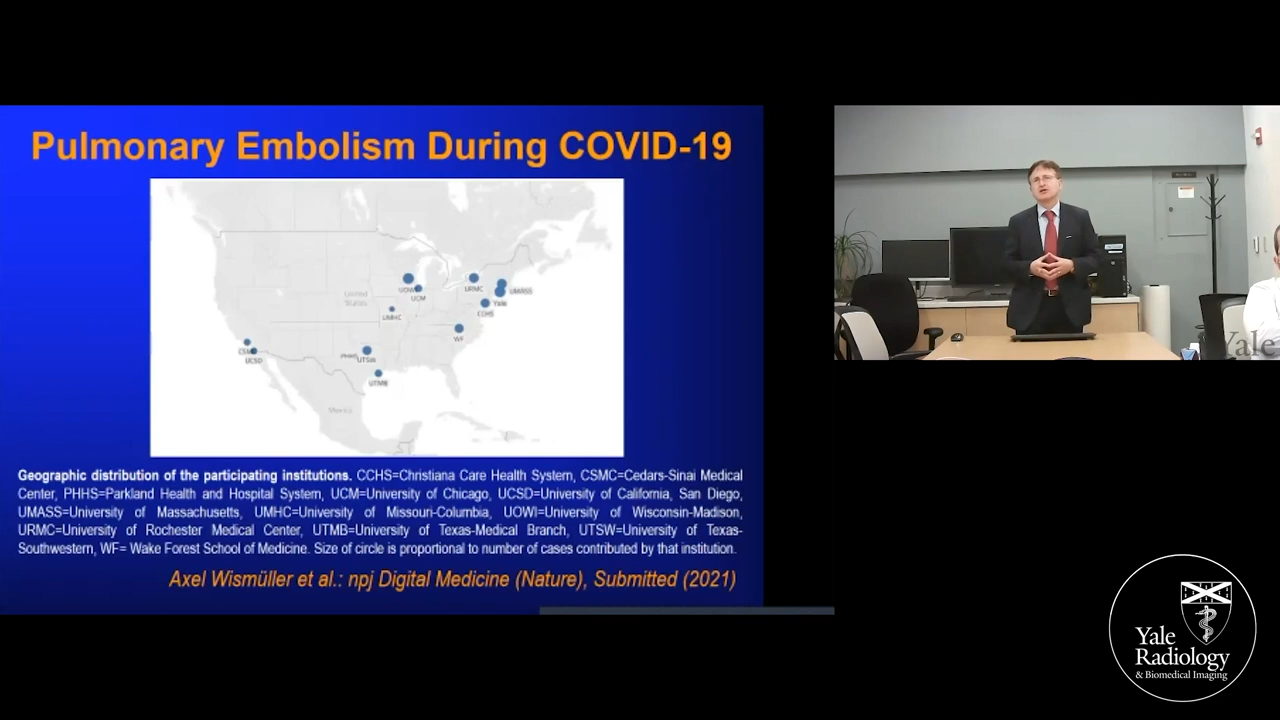 Pulmonary Embolism During COVID-19
United
States
UOWI
UCM
UMHC
URMC
UMASS
Yale
CCHS
WF
CSMC
UCSD
PHHS
UTSW
UTMB
Mexico
Geographic distribution of the participating institutions. CCHS=Christiana Care Health System, CSMC=Cedars-Sinai Medical
Center, PHHS=Parkland Health and Hospital System, UCM=University of Chicago, UCSD=University of California, San Diego,
UMASS=University of Massachusetts, UMHC=University of Missouri-Columbia, UOWI=University of Wisconsin-Madison,
URMC=University of Rochester Medical Center, UTMB=University of Texas-Medical Branch, UTSW=University of Texas-
Southwestern, WF= Wake Forest School of Medicine. Size of circle is proportional to number of cases contributed by that institution.
Axel Wismüller et al.: npj Digital Medicine (Nature), Submitted (2021)
Yale
Yale
Radiology
& Biomedical Imaging